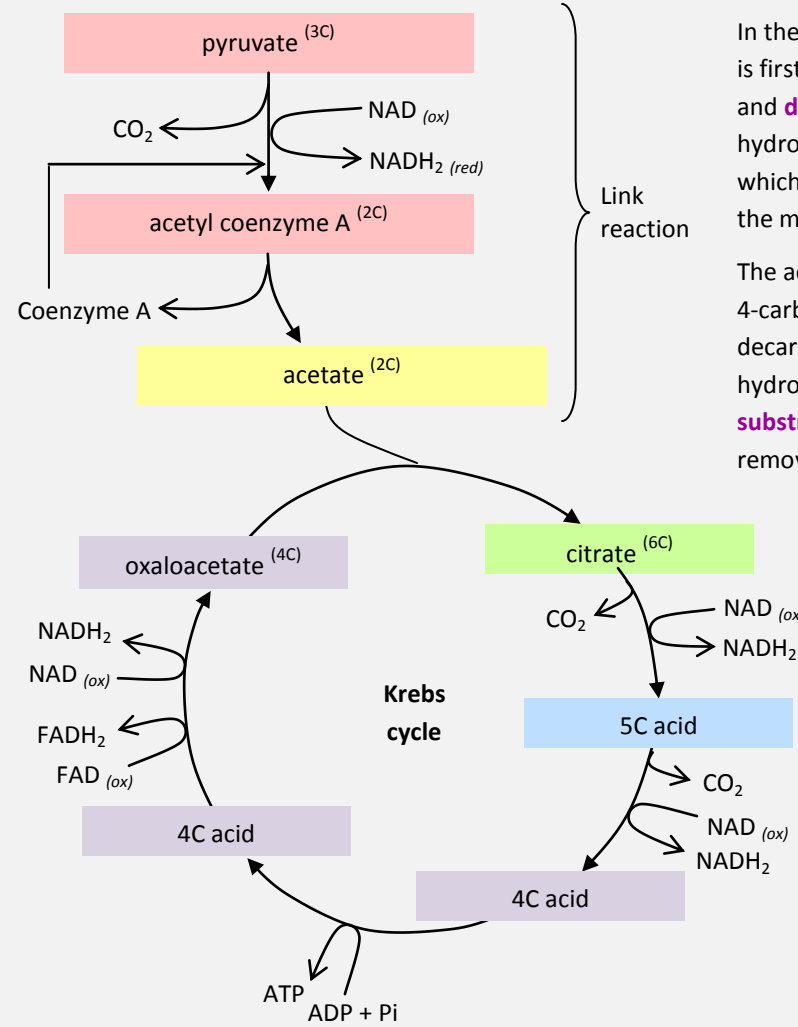 pyruvate (3C)
CO2
NAD (ox)
NADH2 (red)
acetyl coenzyme A (2C)
Link
reaction
Coenzyme A
acetate (2C)
In the
is first
and d
hydro
which
the m
The ac
4-carb
decar
hydro
substr
remov
oxaloacetate (4C)
citrate (6C)
CO2
NAD (ox
NADH2
NADH2
NAD (ox)
FADH2
FAD (ox)
Krebs
cycle
5C acid
CO2
NAD (ox)
NADH2
4C acid
4C acid
ATP
ADP + Pi